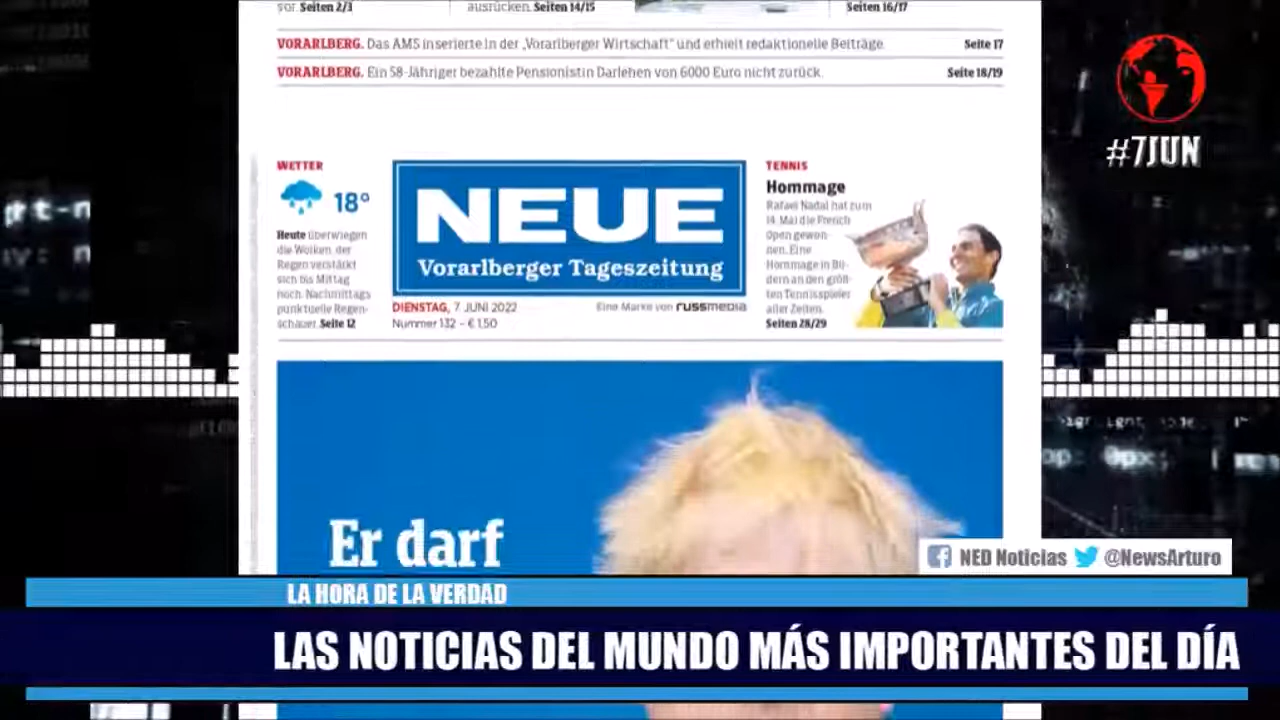 vor. Seiten 2/3
ausrücken. Seiten 14/15
Seiten 16/17
VORARLBERG. Das AMS inserierte in der „Vorarlberger Wirtschaft“ und erhielt redaktionelle Beiträge. Seite 17
VORARLBERG. Ein 58-Jähriger bezahlte Pensionistin Darlehen von 6000 Euro nicht zurück. Seite 18/19
#7JUN
WETTER
18°
Heute überwiegen
die Wolken, der
Regen verstärkt
sich bis Mittag
noch. Nachmittags
punktuelle Regen-
schauer. Seite 12
NEUE
Vorarlberger Tageszeitung
DIENSTAG, 7. JUNI 2022
Eine Marke von russmedia
Nummer 132 – € 1,50
TENNIS
Hommage
Rafael Nadal hat zum
14. Mal die French
Open gewon-
nen. Eine
Hommage in Bil-
dern an den größ-
ten Tennisspieler
aller Zeiten.
Seiten 28/29
Er darf
NED Noticias @NewsArturo
LA HORA DE LA VERDAD
LAS NOTICIAS DEL MUNDO MÁS IMPORTANTES DEL DÍA